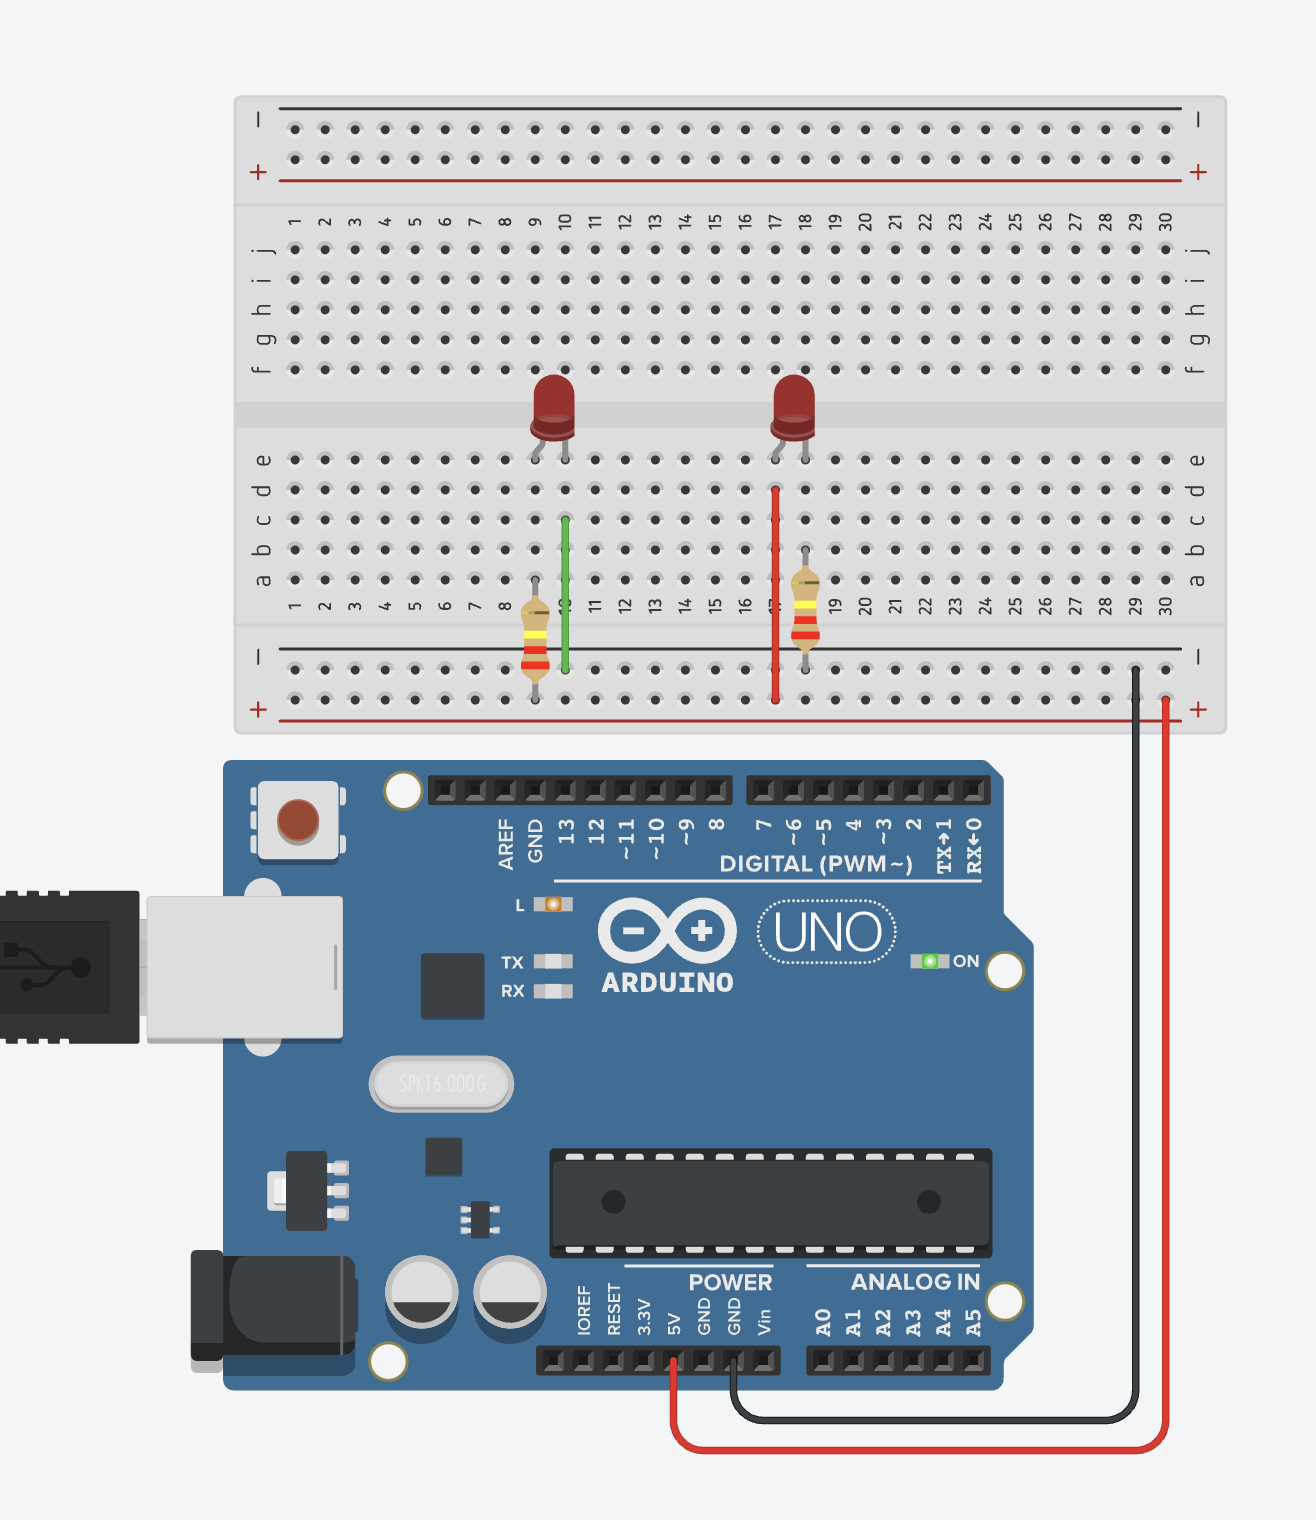 − −
+ +
1 2 3 4 5 6 7 8 9 10 11 12 13 14 15 16 17 18 19 20 21 22 23 24 25 26 27 28 29 30
j j
i i
h h
g g
f f
e e
d d
c c
b b
a a
1 2 3 4 5 6 7 8 9 10 11 12 13 14 15 16 17 19 20 21 22 23 24 25 26 27 28 29 30
− −
+ +
AREF GND 13 12 ~11 ~10 ~9 8 7 ~6 ~5 4 ~3 2 TX→1 RX←0
DIGITAL (PWM~)
L
UNO
TX
ON
ARDUINO
RX
SPK16.000G
POWER ANALOG IN
IOREF RESET 3.3V 5V GND GND Vin A0 A1 A2 A3 A4 A5